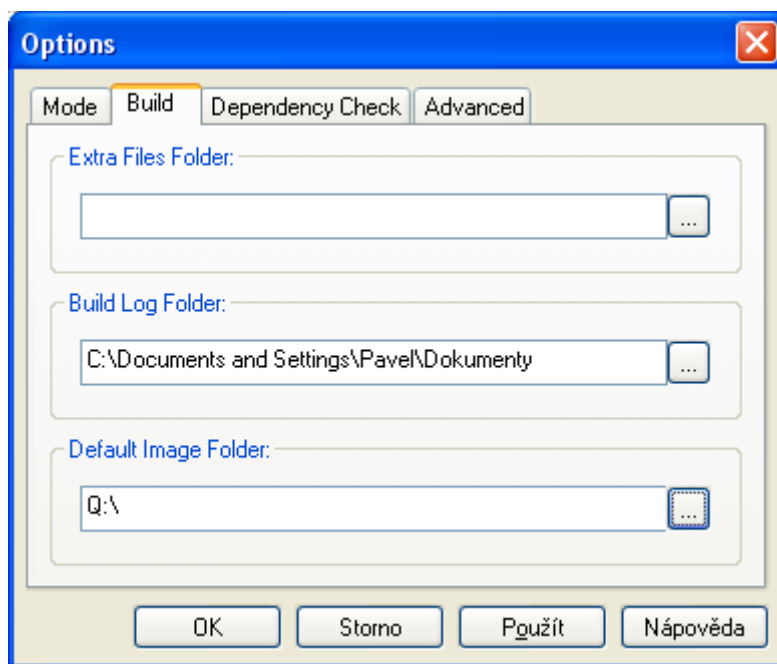 Options
Mode Build Dependency Check Advanced
Extra Files Folder:
...
Build Log Folder:
C:\Documents and Settings\Pavel\Dokumenty ...
Default Image Folder:
Q:\ ...
OK Storno Použít Nápověda